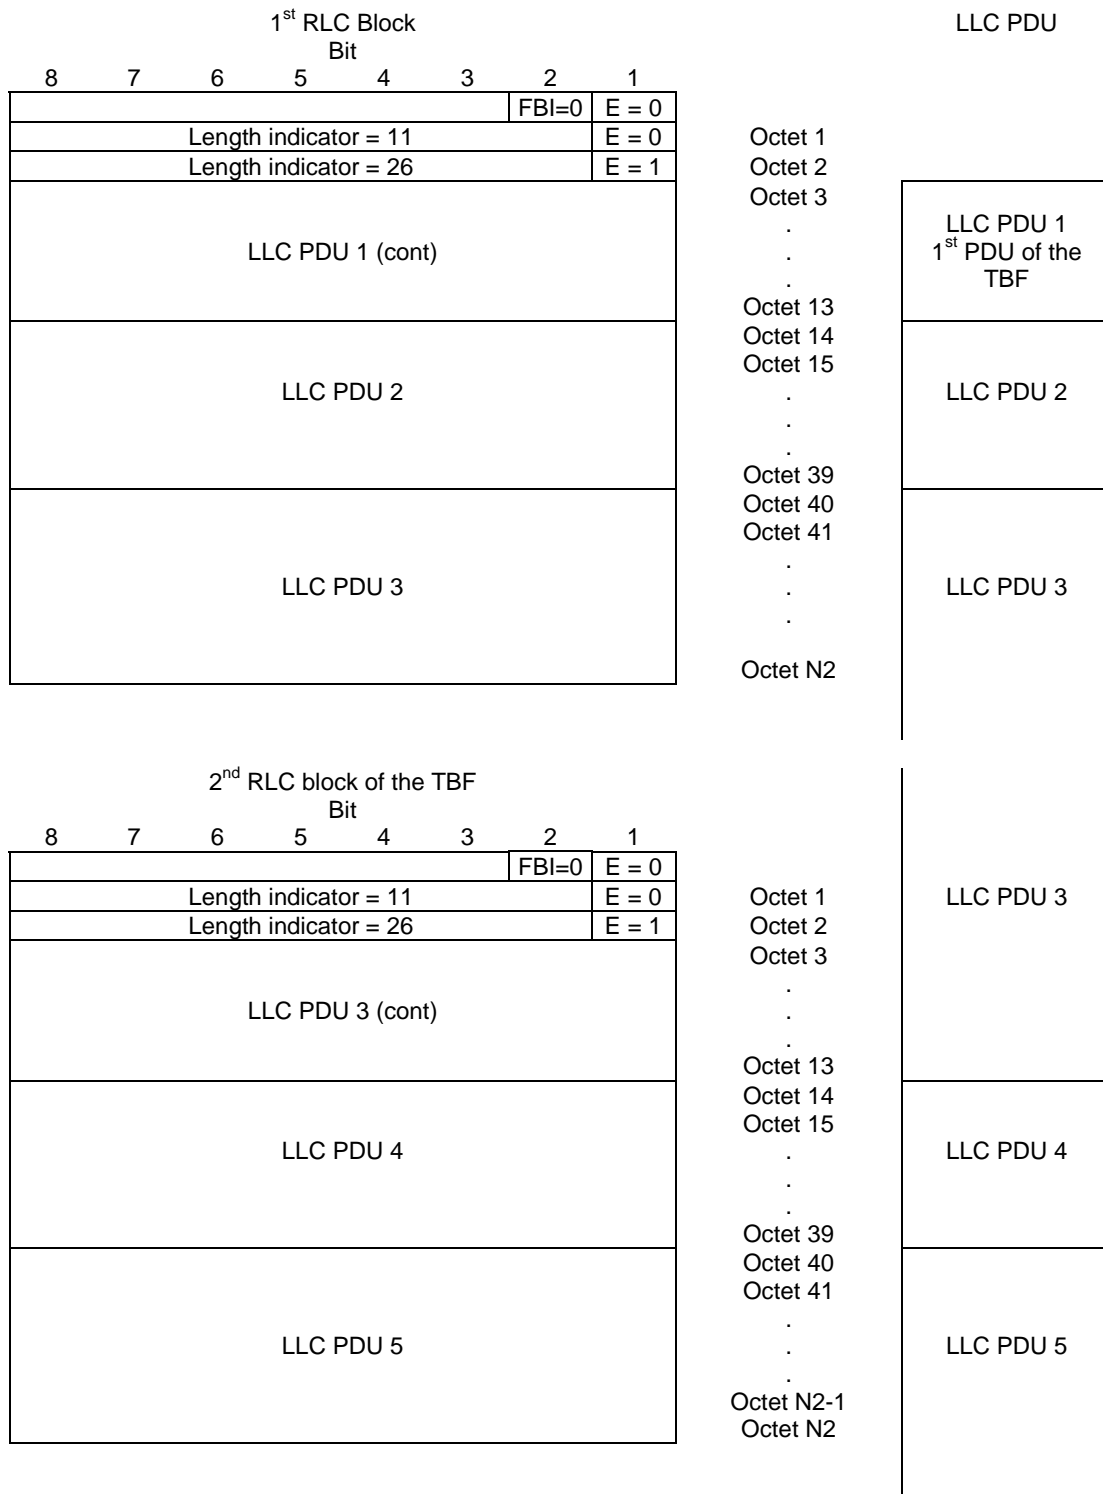 1st RLC Block LLC PDU
Bit
8 7 6 5 4 3 2 1
FBI=0 E = 0
Length indicator = 11 E = 0 Octet 1
Length indicator = 26 E = 1 Octet 2
Octet 3
.
LLC PDU 1
LLC PDU 1 (cont) . 1st PDU of the
. TBF
Octet 13
Octet 14
Octet 15
LLC PDU 2 . LLC PDU 2
.
.
Octet 39
Octet 40
Octet 41
.
LLC PDU 3 . LLC PDU 3
.
Octet N2
2nd RLC block of the TBF
Bit
8 7 6 5 4 3 2 1
FBI=0 E = 0
Length indicator = 11 E = 0 Octet 1 LLC PDU 3
Length indicator = 26 E = 1 Octet 2
Octet 3
.
LLC PDU 3 (cont) .
.
Octet 13
Octet 14
Octet 15
LLC PDU 4 . LLC PDU 4
.
.
Octet 39
Octet 40
Octet 41
.
LLC PDU 5 . LLC PDU 5
.
Octet N2-1
Octet N2